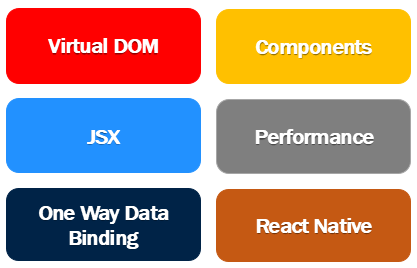 Virtual DOM
Components
JSX
Performance
One Way Data
Binding
React Native